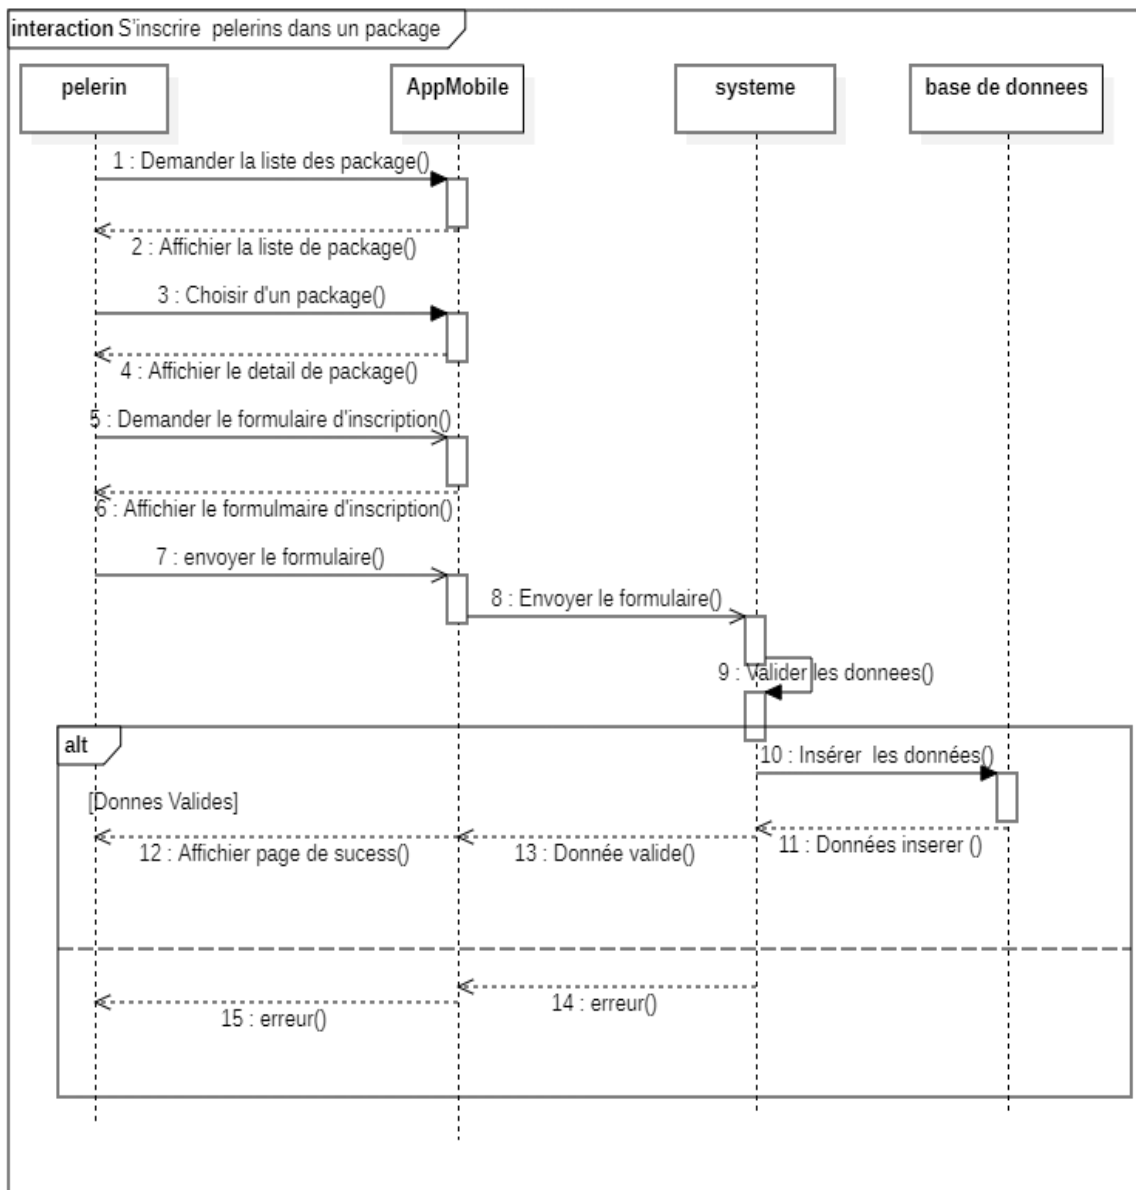 interaction S'inscrire pelerins dans un package
pelerin
AppMobile
systeme
base de donnees
1 : Demander la liste des package()
2 : Affichier la liste de package()
3 : Choisir d'un package()
4 : Affichier le detail de package()
5 : Demander le formulaire d'inscription()
6 : Affichier le formulmaire d'inscription()
7 : envoyer le formulaire()
8 : Envoyer le formulaire()
9 : Valider les donnees()
alt
10 : Insérer les données()
[Donnes Valides]
11 : Données inserer ()
12 : Affichier page de sucess()
13 : Donnée valide()
14 : erreur()
15 : erreur()